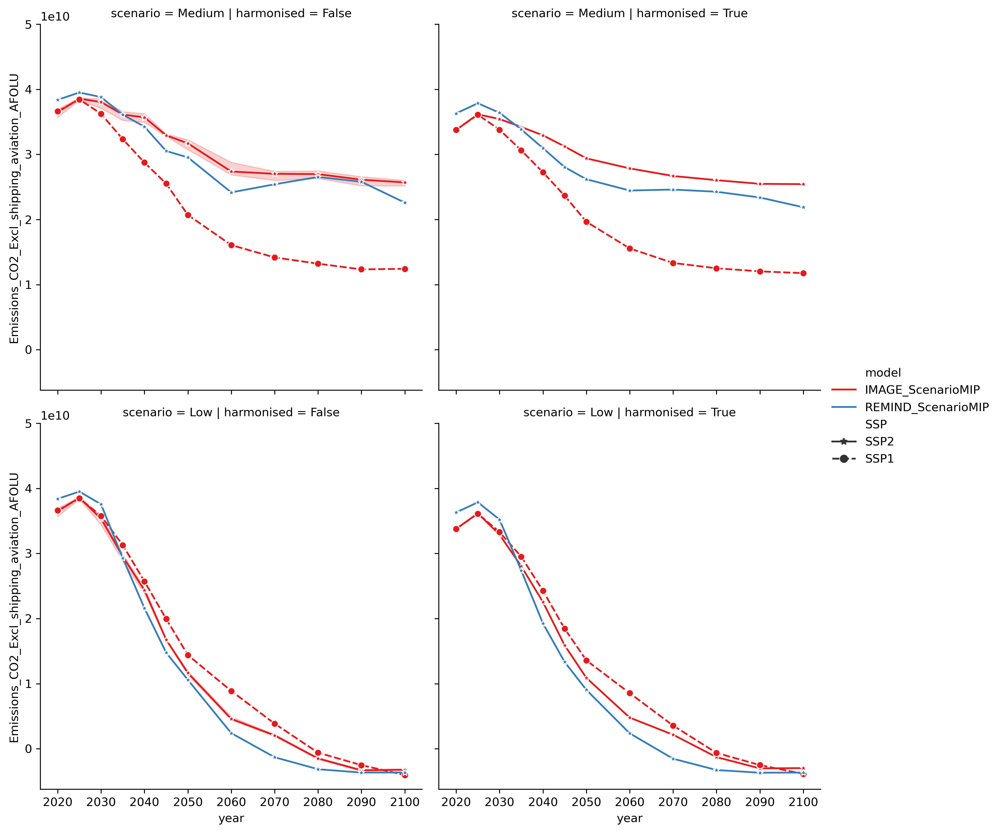 scenario = Medium | harmonised = False
scenario = Medium | harmonised = True
1e10
5
4
3
2
1
0
Emissions_CO2_Excl_shipping_aviation_AFOLU
model
IMAGE_ScenarioMIP
REMIND_ScenarioMIP
SSP
SSP2
SSP1
scenario = Low | harmonised = False
scenario = Low | harmonised = True
1e10
5
4
3
2
1
0
Emissions_CO2_Excl_shipping_aviation_AFOLU
2020 2030 2040 2050 2060 2070 2080 2090 2100
year
2020 2030 2040 2050 2060 2070 2080 2090 2100
year